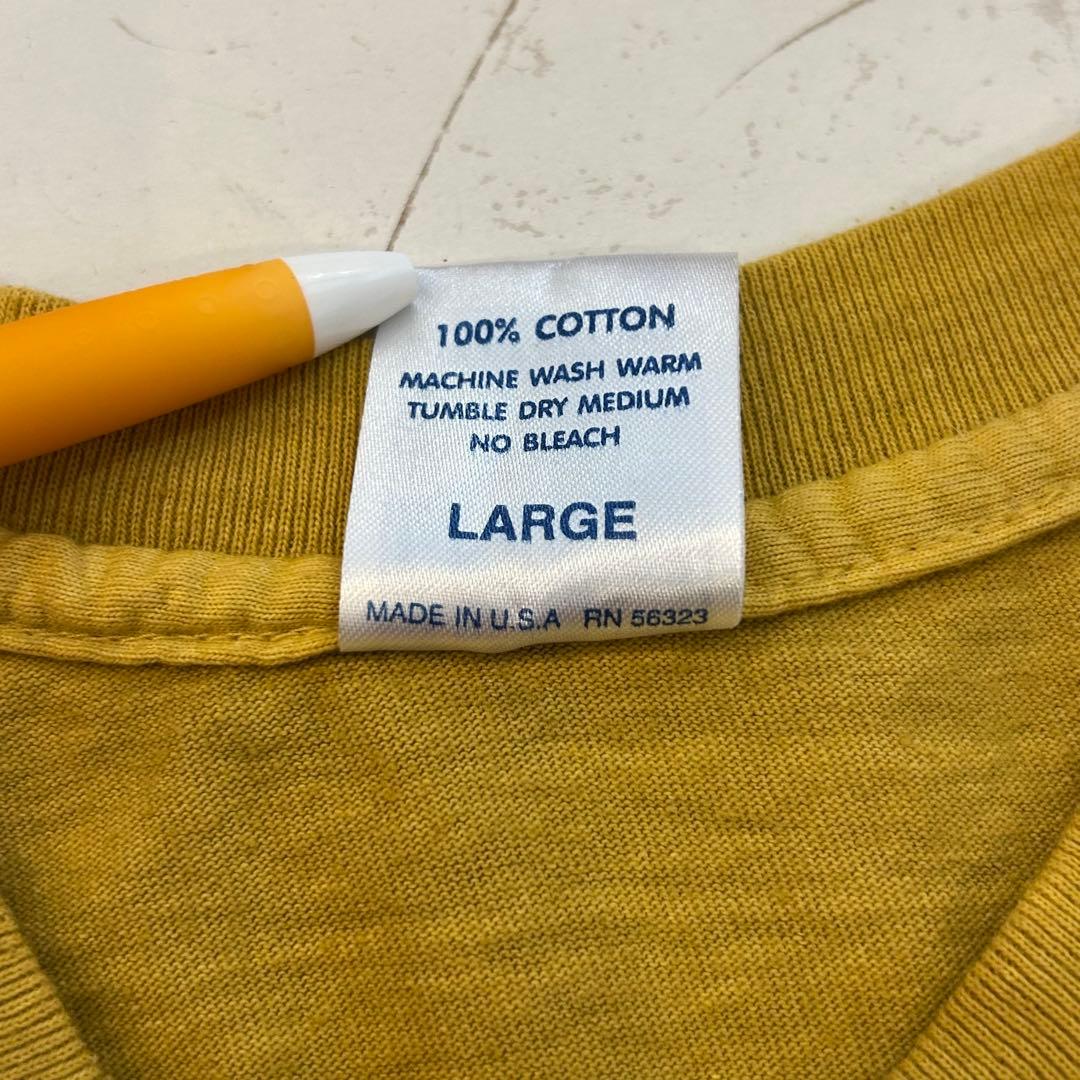 100% COTTON
MACHINE WASH WARM
TUMBLE DRY MEDIUM
NO BLEACH
LARGE
MADE IN U.S.A RN 56323